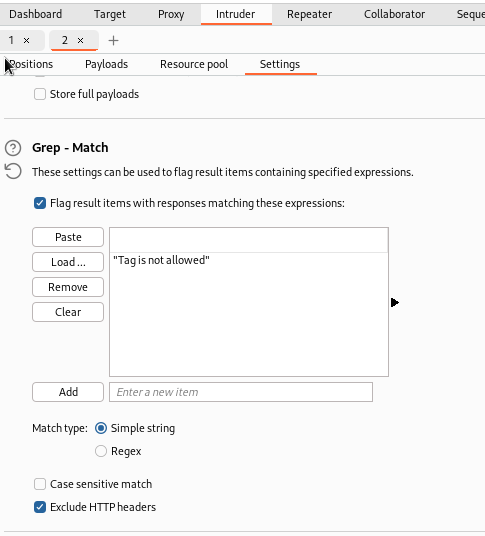 Dashboard Target Proxy Intruder Repeater Collaborator Seque
1 × 2 × +
Positions Payloads Resource pool Settings
Store full payloads
Grep - Match
These settings can be used to flag result items containing specified expressions.
Flag result items with responses matching these expressions:
Paste
Load ...
"Tag is not allowed"
Remove
Clear
Add Enter a new item
Match type: Simple string
Regex
Case sensitive match
Exclude HTTP headers